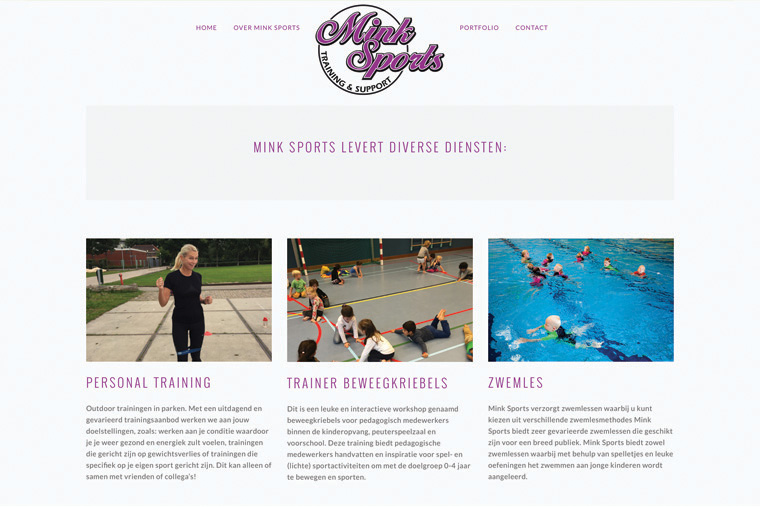 HOME OVER MINK SPORTS PORTFOLIO CONTACT
Mink
Sports
TRAINING & SUPPORT
MINK SPORTS LEVERT DIVERSE DIENSTEN:
PERSONAL TRAINING
Outdoor trainingen in parken. Met een uitdagend en
gevarieerd trainingsaanbod werken we aan jouw
doelstellingen, zoals: werken aan je conditie waardoor
je je weer gezond en energiek zult voelen, trainingen
die gericht zijn op gewichtsverlies of trainingen die
specifiek op je eigen sport gericht zijn. Dit kan alleen of
samen met vrienden of collega's!
TRAINER BEWEEGKRIEBELS
Dit is een leuke en interactieve workshop genaamd
beweegkriebels voor pedagogisch medewerkers
binnen de kinderopvang, peuterspeelzaal en
voorschool. Deze training biedt pedagogische
medewerkers handvatten en inspiratie voor spel- en
(lichte) sportactiviteiten om met de doelgroep 0-4 jaar
te bewegen en sporten.
ZWEMLES
Mink Sports verzorgt zwemlessen waarbij u kunt
kiezen uit verschillende zwemlesmethodes Mink
Sports biedt zeer gevarieerde zwemlessen die geschikt
zijn voor een breed publiek. Mink Sports biedt zowel
zwemlessen waarbij met behulp van spelletjes en leuke
oefeningen het zwemmen aan jonge kinderen wordt
aangeleerd.